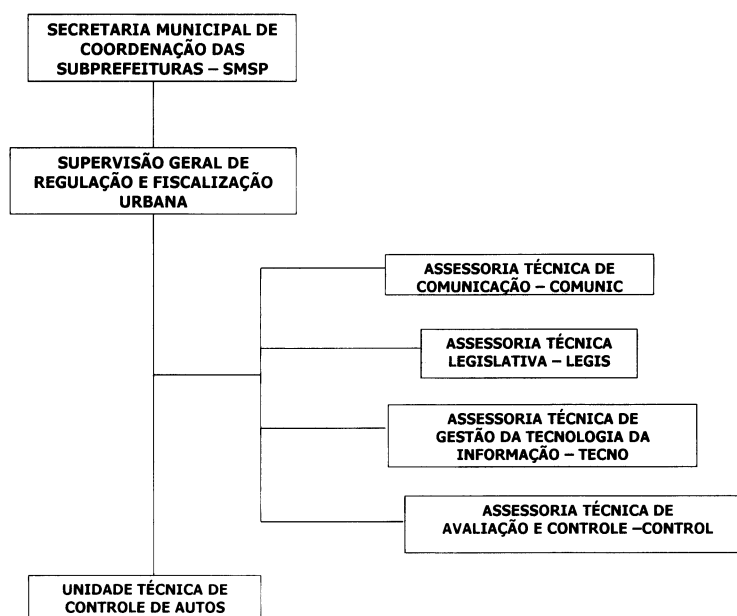 SECRETARIA MUNICIPAL DE
COORDENAÇÃO DAS
SUBPREFEITURAS – SMSP
SUPERVISÃO GERAL DE
REGULAÇÃO E FISCALIZAÇÃO
URBANA
ASSESSORIA TÉCNICA DE
COMUNICAÇÃO – COMUNIC
ASSESSORIA TÉCNICA
LEGISLATIVA – LEGIS
ASSESSORIA TÉCNICA DE
GESTÃO DA TECNOLOGIA DA
INFORMAÇÃO – TECNO
ASSESSORIA TÉCNICA DE
AVALIAÇÃO E CONTROLE –CONTROL
UNIDADE TÉCNICA DE
CONTROLE DE AUTOS